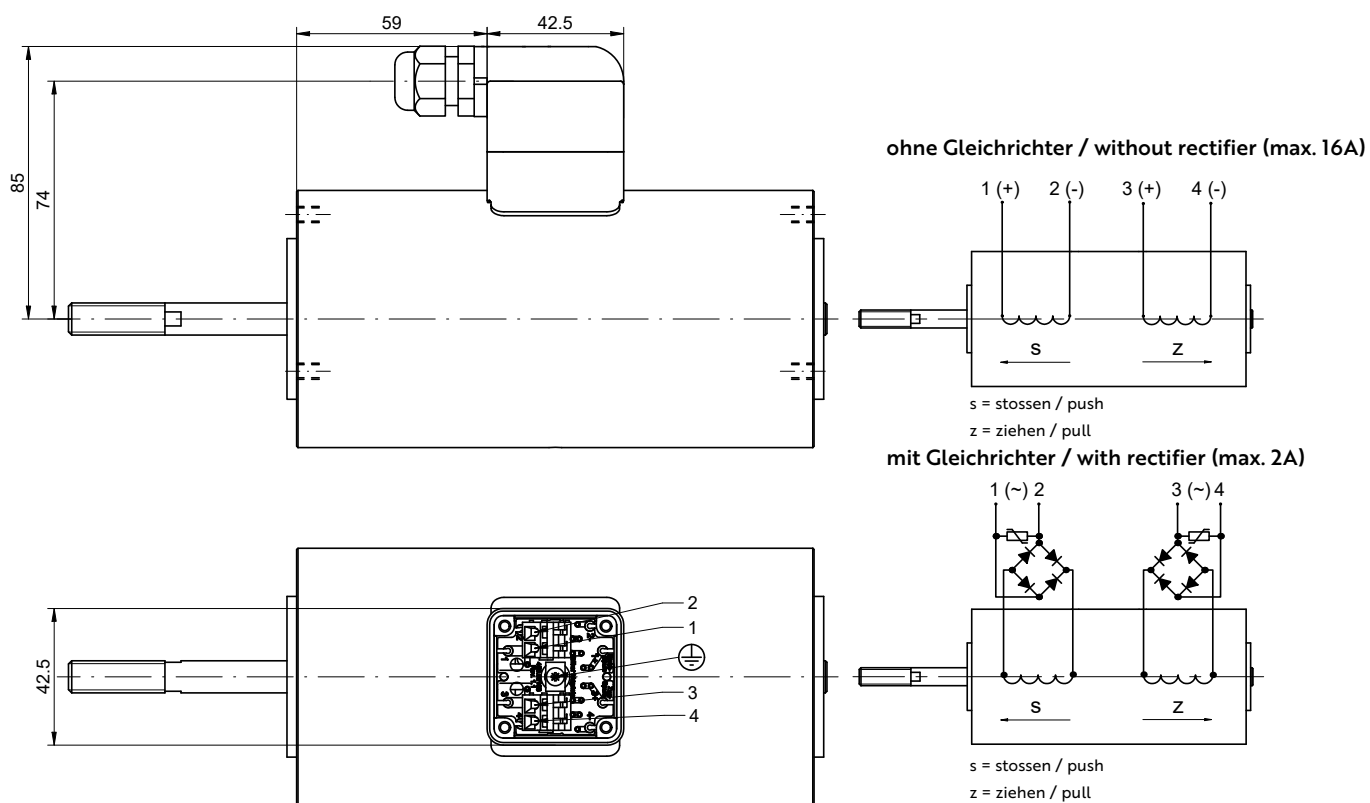 59
42.5
85
74
ohne Gleichrichter / without rectifier (max. 16A)
1 (+) 2 (-) 3 (+) 4 (-)
s z
s = stossen / push
z = ziehen / pull
mit Gleichrichter / with rectifier (max. 2A)
1 (~) 2 3 (~) 4
s z
s = stossen / push
z = ziehen / pull
42.5
2
1
3
4